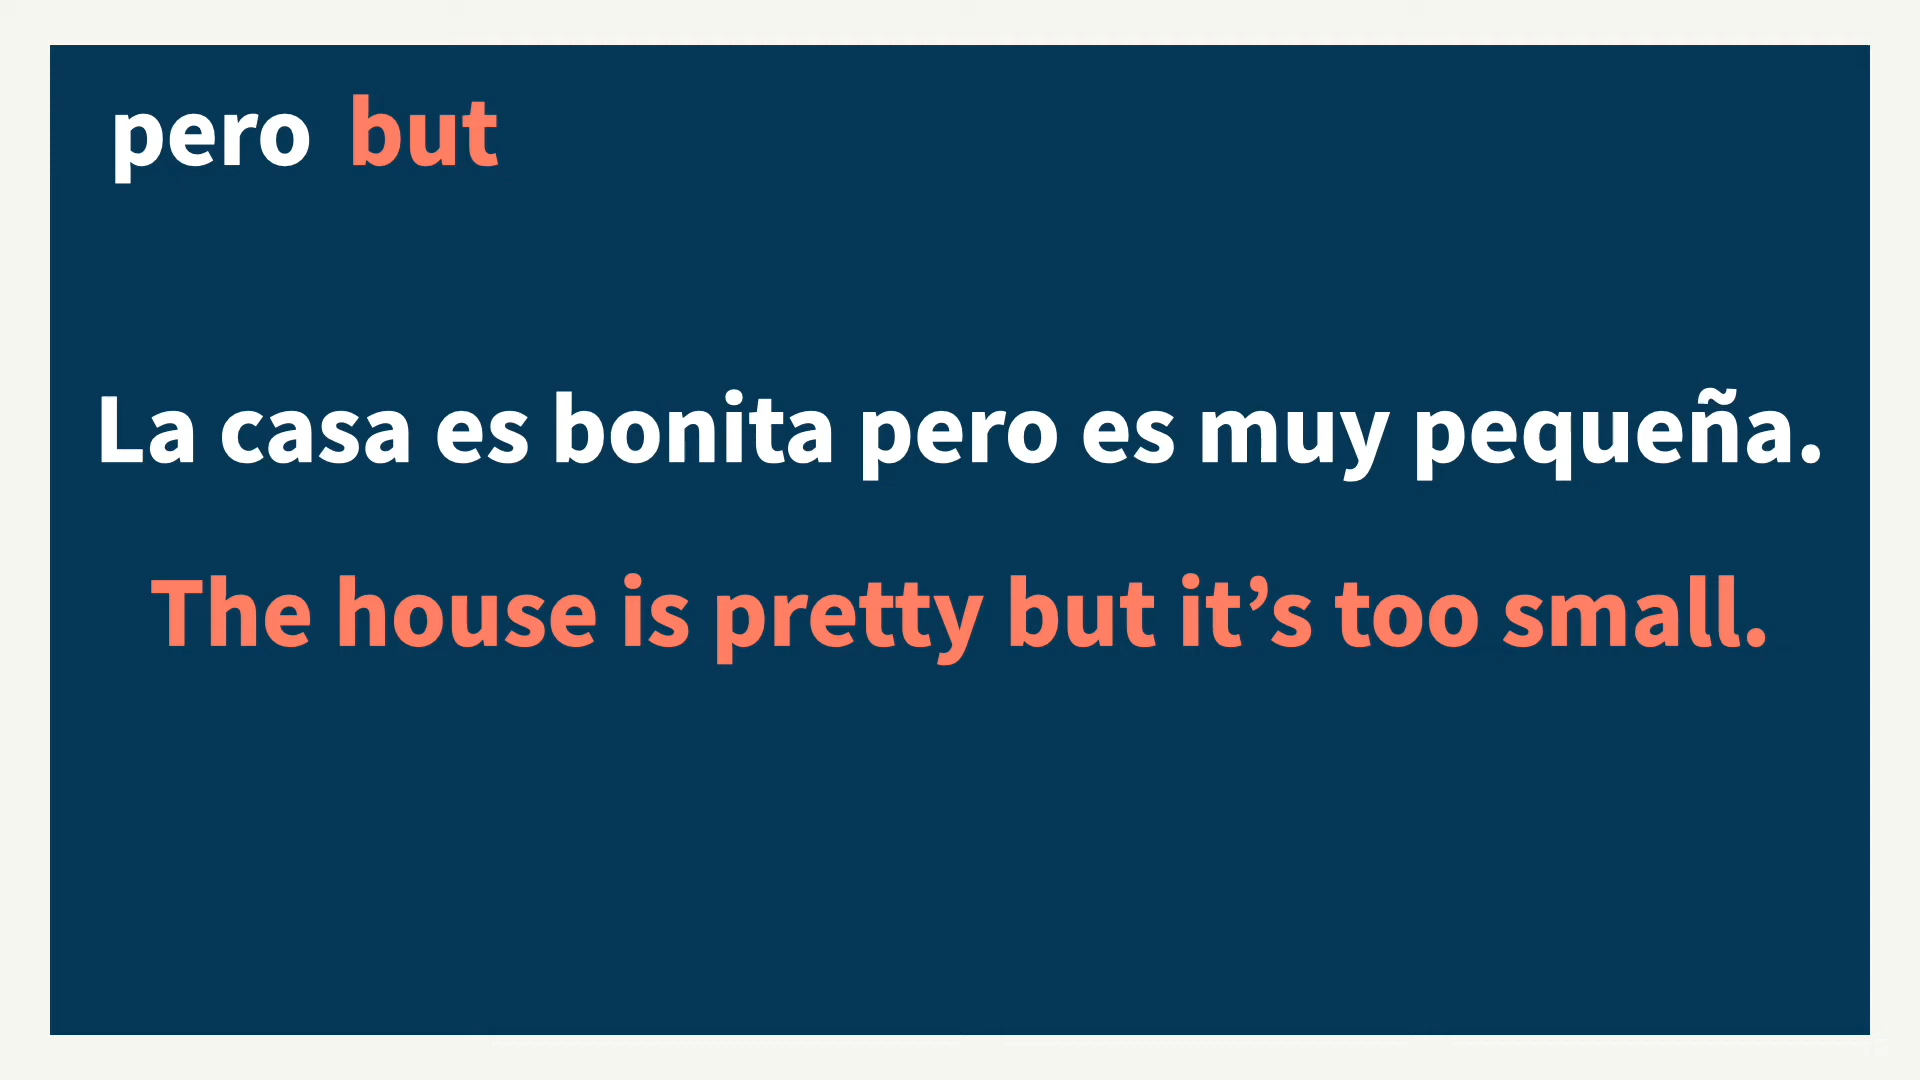 pero but
La casa es bonita pero es muy pequeña.
The house is pretty but it’s too small.